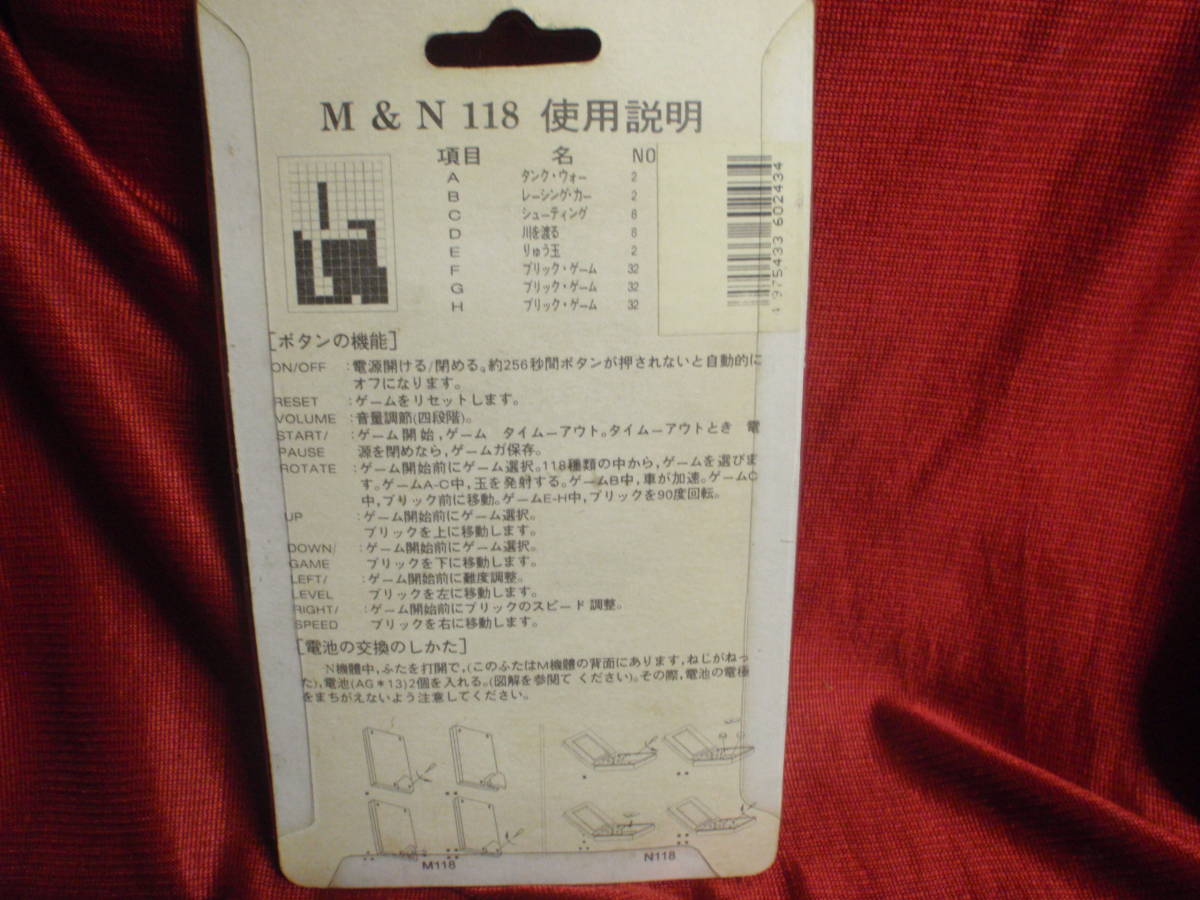 M & N 118 使用説明
項目 名 NO
A タンク・ウォー 2
B レーシング・カー 2
C シューティング 8
D 川を渡る 8
E りゅう玉 2
F ブリック・ゲーム 32
G ブリック・ゲーム 32
H ブリック・ゲーム 32
975433 602434
[ボタンの機能]
ON/OFF :電源開ける/閉める。約256秒間ボタンが押されないと自動的に
オフになります。
RESET :ゲームをリセットします。
VOLUME :音量調節(四段階)。
START/ :ゲーム開始,ゲーム タイムーアウト。タイムーアウトとき 電
PAUSE 源を閉めなら,ゲームガ保存。
ROTATE :ゲーム開始前にゲーム選択。118種類の中から,ゲームを選びま
す。ゲームA-C中,玉を発射する。ゲームB中,車が加速。ゲームC
中,ブリック前に移動。ゲームE-H中,ブリックを90度回転。
UP :ゲーム開始前にゲーム選択。
ブリックを上に移動します。
DOWN/ :ゲーム開始前にゲーム選択。
GAME ブリックを下に移動します。
LEFT/ :ゲーム開始前に難度調整。
LEVEL ブリックを左に移動します。
RIGHT/ :ゲーム開始前にブリックのスピード調整。
SPEED ブリックを右に移動します。
[電池の交換のしかた]
N機體中,ふたを打開で,(このふたはM機體の背面にあります,ねじがねっ
た),電池(AG*13)2個を入れる。(図解を参閱て ください)。その際,電池の電極
をまちがえないよう注意してください。
M118
N118